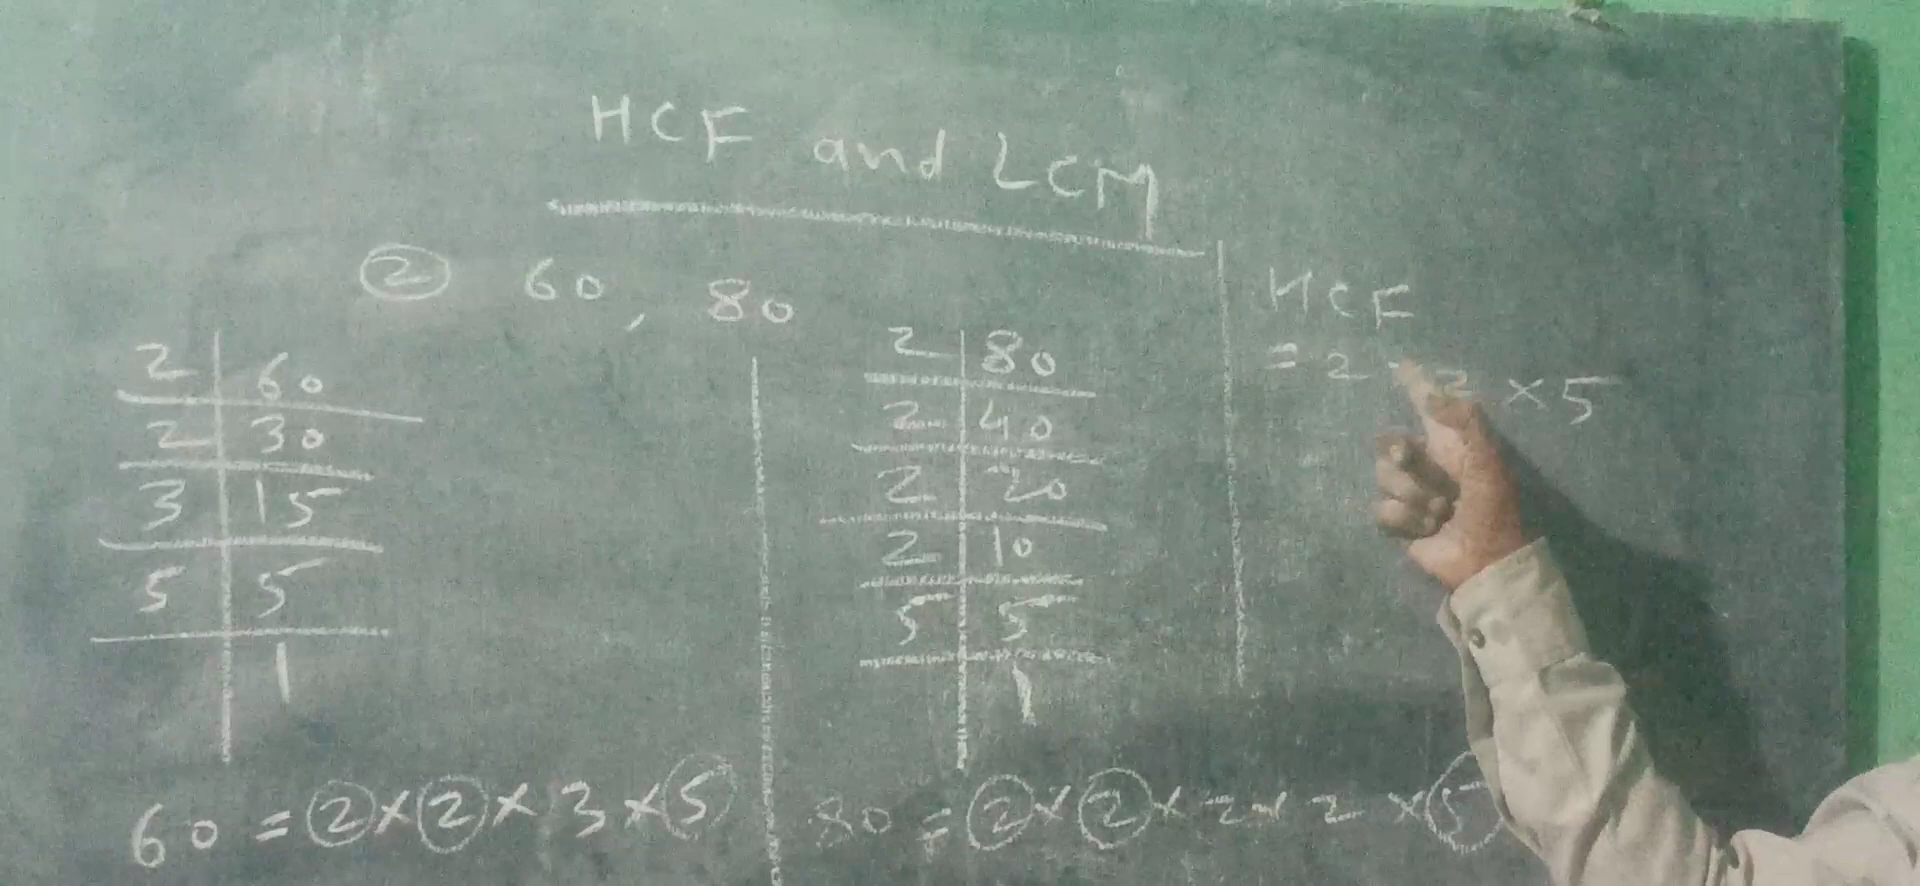 HCF and LCM
② 60, 80
2 | 60
2 | 30
3 | 15
5 | 5
1
60 = ② × ② × 3 × ⑤
2 | 80
2 | 40
2 | 20
2 | 10
5 | 5
1
80 = ② × ② × 2 × 2 × ⑤
HCF
= 2 × 2 × 5